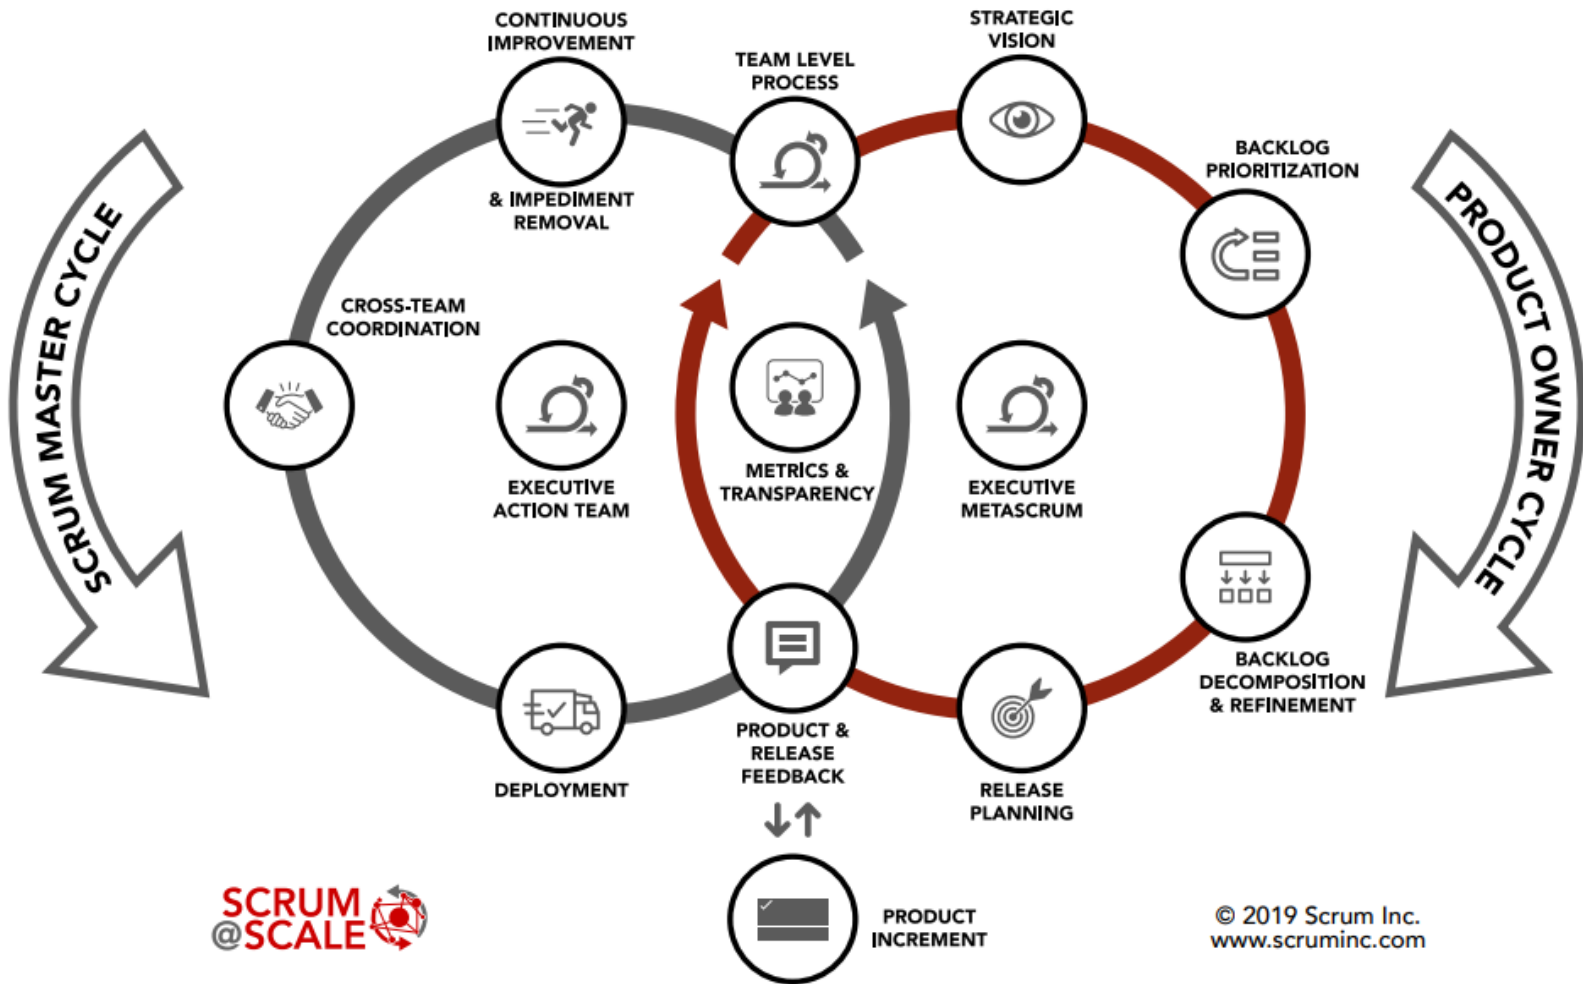 CONTINUOUS
IMPROVEMENT
& IMPEDIMENT
REMOVAL
TEAM LEVEL
PROCESS
STRATEGIC
VISION
BACKLOG
PRIORITIZATION
SCRUM MASTER CYCLE
PRODUCT OWNER CYCLE
CROSS-TEAM
COORDINATION
EXECUTIVE
ACTION TEAM
METRICS &
TRANSPARENCY
EXECUTIVE
METASCRUM
BACKLOG
DECOMPOSITION
& REFINEMENT
DEPLOYMENT
PRODUCT &
RELEASE
FEEDBACK
RELEASE
PLANNING
SCRUM
@SCALE
PRODUCT
INCREMENT
© 2019 Scrum Inc.
www.scruminc.com